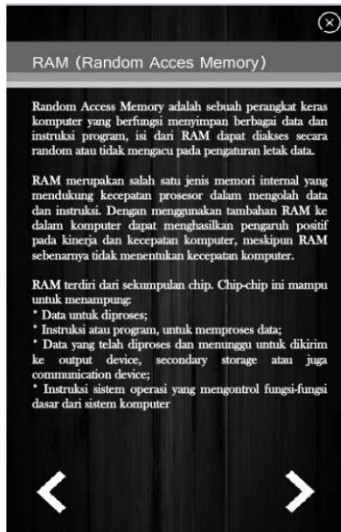 RAM (Random Acces Memory)
Random Access Memory adalah sebuah perangkat keras
komputer yang berfungsi menyimpan berbagai data dan
instruksi program, isi dari RAM dapat diakses secara
random atau tidak mengacu pada pengaturan letak data.
RAM merupakan salah satu jenis memori internal yang
mendukung kecepatan prosesor dalam mengolah data
dan instruksi. Dengan menggunakan tambahan RAM ke
dalam komputer dapat menghasilkan pengaruh positif
pada kinerja dan kecepatan komputer, meskipun RAM
sebenarnya tidak menentukan kecepatan komputer.
RAM terdiri dari sekumpulan chip. Chip-chip ini mampu
untuk menampung:
* Data untuk diproses;
* Instruksi atau program, untuk memproses data;
* Data yang telah diproses dan menunggu untuk dikirim
ke output device, secondary storage atau juga
communication device;
* Instruksi sistem operasi yang mengontrol fungsi-fungsi
dasar dari sistem komputer